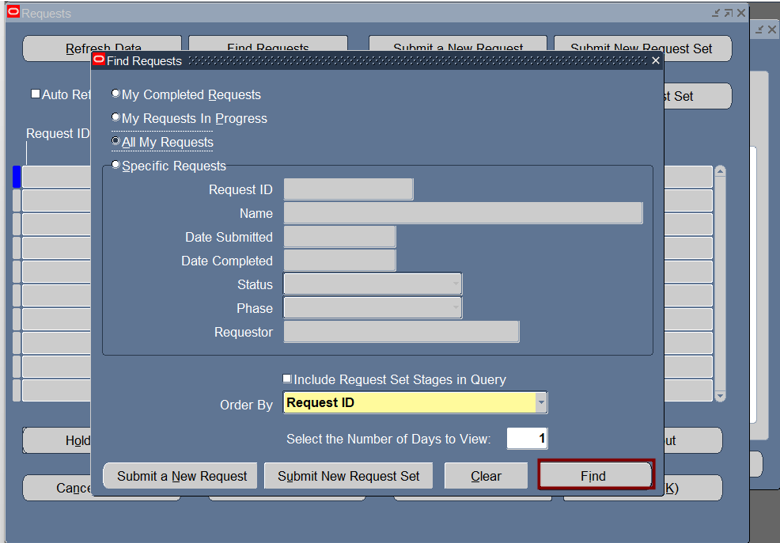 Requests
Refresh Data
Find Requests
Submit a New Request
Submit New Request Set
Find Requests
Auto Ref
st Set
My Completed Requests
My Requests In Progress
Request ID
All My Requests
Specific Requests
Request ID
Name
Date Submitted
Date Completed
Status
Phase
Requestor
Include Request Set Stages in Query
Order By Request ID
Select the Number of Days to View: 1
Hold
ut
Submit a New Request
Submit New Request Set
Clear
Find
Cance
K)